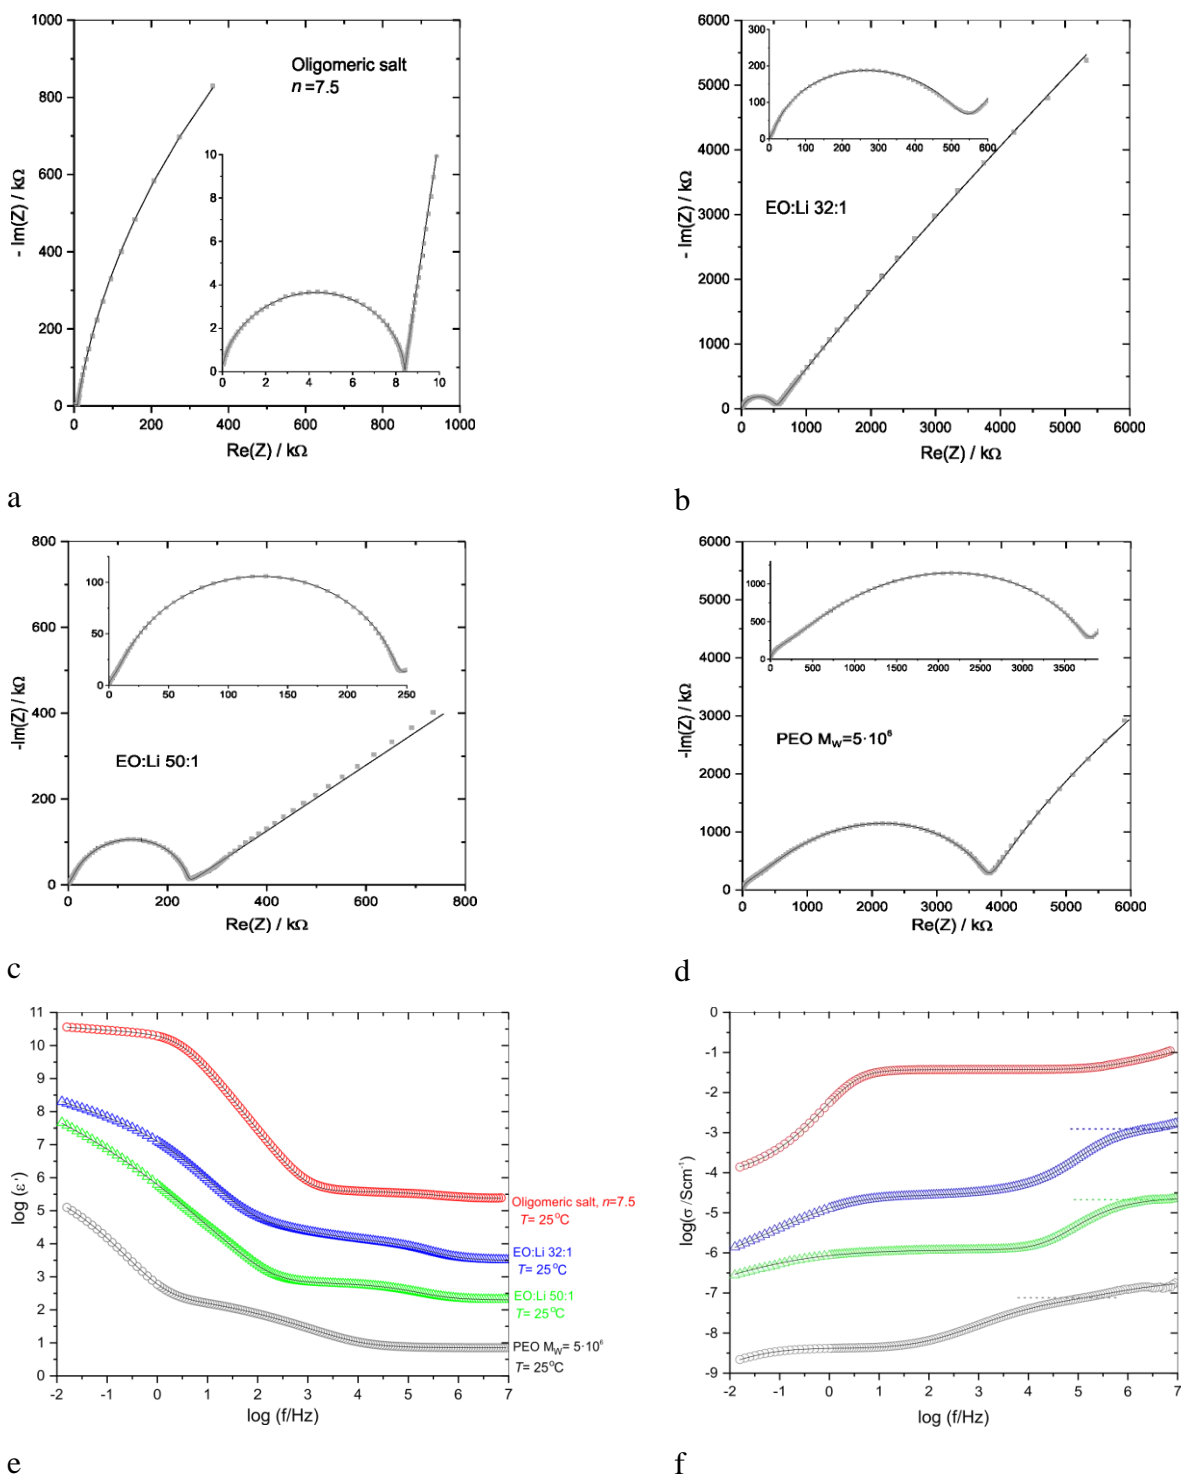 1000
800
600
400
200
0
- Im(Z) / kΩ
Oligomeric salt
n =7.5
10
8
6
4
2
0
0 2 4 6 8 10
0 200 400 600 800 1000
Re(Z) / kΩ
a
6000
5000
4000
3000
2000
1000
0
- Im(Z) / kΩ
300
200
100
0
0 100 200 300 400 500 600
EO:Li 32:1
0 1000 2000 3000 4000 5000 6000
Re(Z) / kΩ
b
800
600
400
200
0
-Im(Z) / kΩ
100
50
0
0 50 100 150 200 250
EO:Li 50:1
0 200 400 600 800
Re(Z) / kΩ
c
6000
5500
5000
4500
4000
3500
3000
2500
2000
1500
1000
500
0
-Im(Z) / kΩ
1000
500
0
0 500 1000 1500 2000 2500 3000 3500
PEO Mw=5·10⁶
0 1000 2000 3000 4000 5000 6000
Re(Z) / kΩ
d
11
10
9
8
7
6
5
4
3
2
1
0
log (ε')
Oligomeric salt, n=7.5
T= 25°C
EO:Li 32:1
T= 25°C
EO:Li 50:1
T= 25°C
PEO Mw= 5·10⁶
T= 25°C
-2 -1 0 1 2 3 4 5 6 7
log (f/Hz)
e
0
-1
-2
-3
-4
-5
-6
-7
-8
-9
log(σ'/Scm⁻¹)
-2 -1 0 1 2 3 4 5 6 7
log (f/Hz)
f